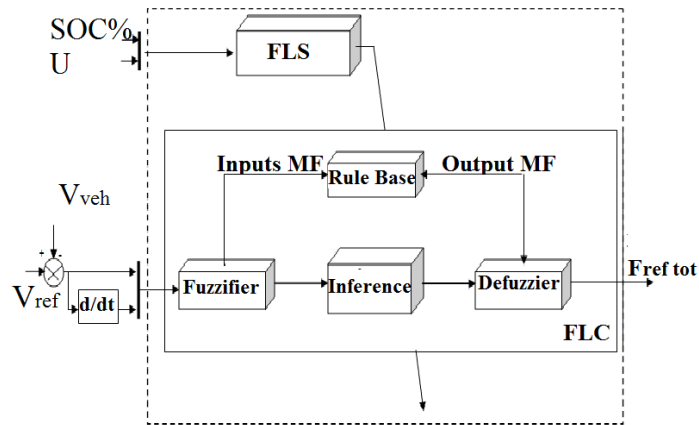 SOC%
U
FLS
Inputs MF
Output MF
Rule Base
Vveh
+
-
Vref
d/dt
Fuzzifier
Inference
Defuzzier
Fref tot
FLC